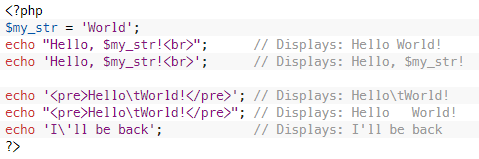 <?php
$my_str = 'World';
echo "Hello, $my_str!<br>";      // Displays: Hello World!
echo 'Hello, $my_str!<br>';      // Displays: Hello, $my_str!

echo '<pre>Hello\tWorld!</pre>'; // Displays: Hello\tWorld!
echo "<pre>Hello\tWorld!</pre>"; // Displays: Hello   World!
echo 'I\'ll be back';            // Displays: I'll be back
?>